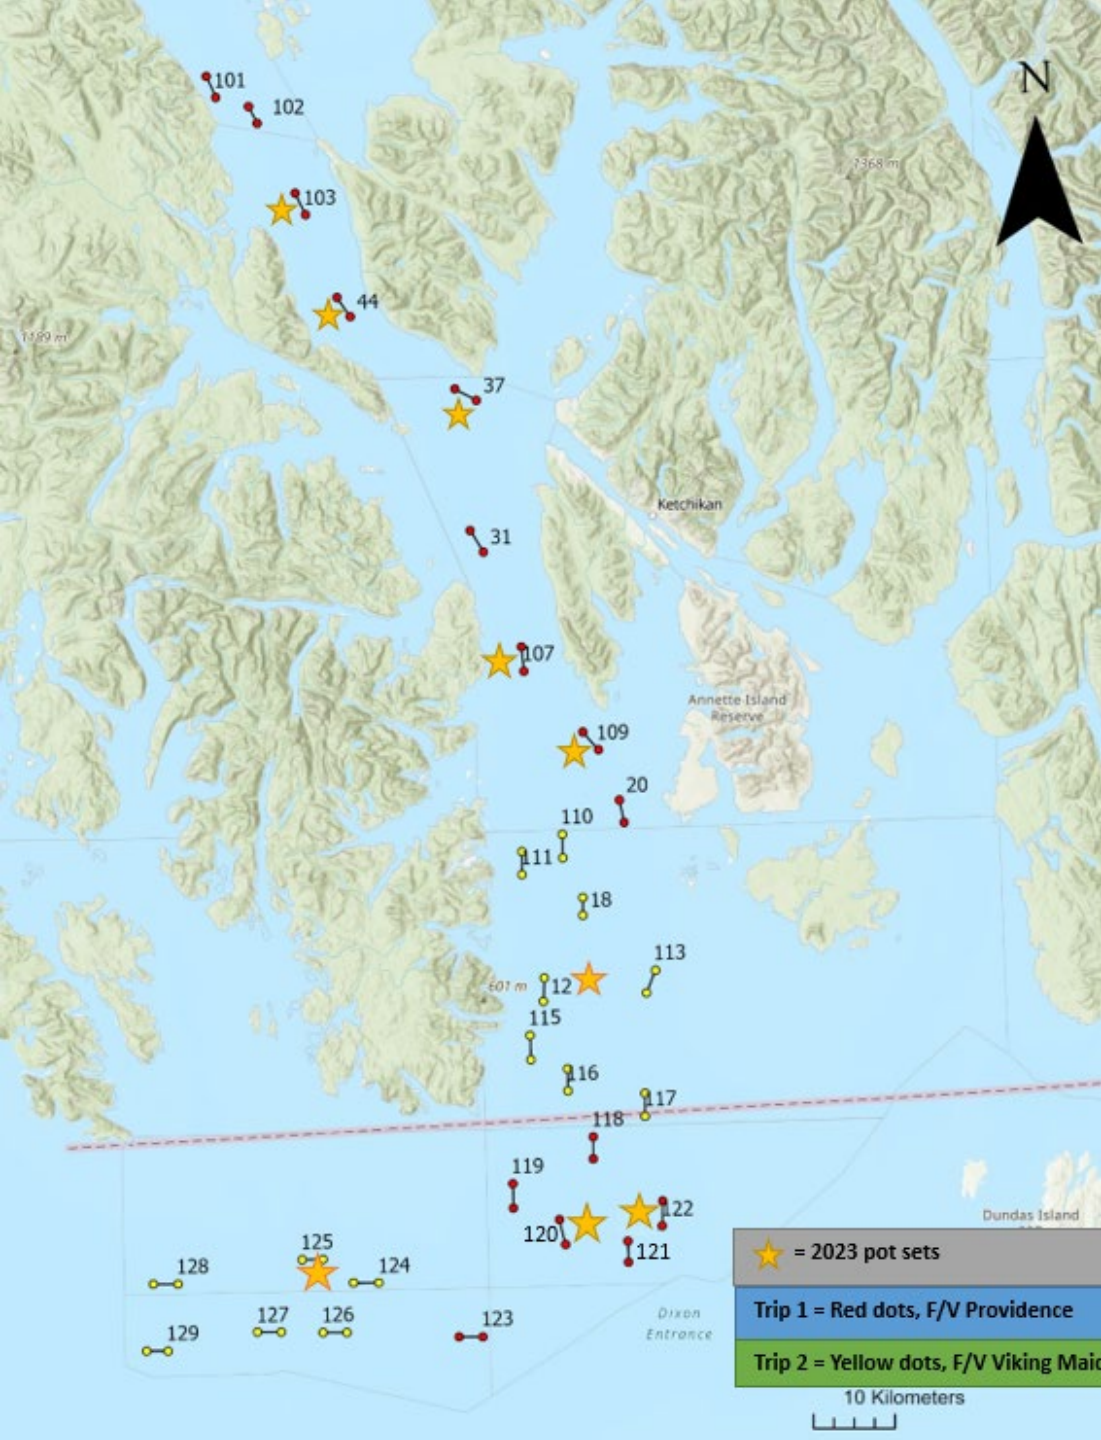 101
102
N
1368 m
103
44
1189 m
37
Ketchikan
31
107
Annette Island
Reserve
109
20
110
111
18
113
601 m
12
115
116
117
118
119
122
120
121
Dundas Island
125
128
124
= 2023 pot sets
127
126
123
129
Dixon
Entrance
Trip 1 = Red dots, F/V Providence
Trip 2 = Yellow dots, F/V Viking Maid
10 Kilometers